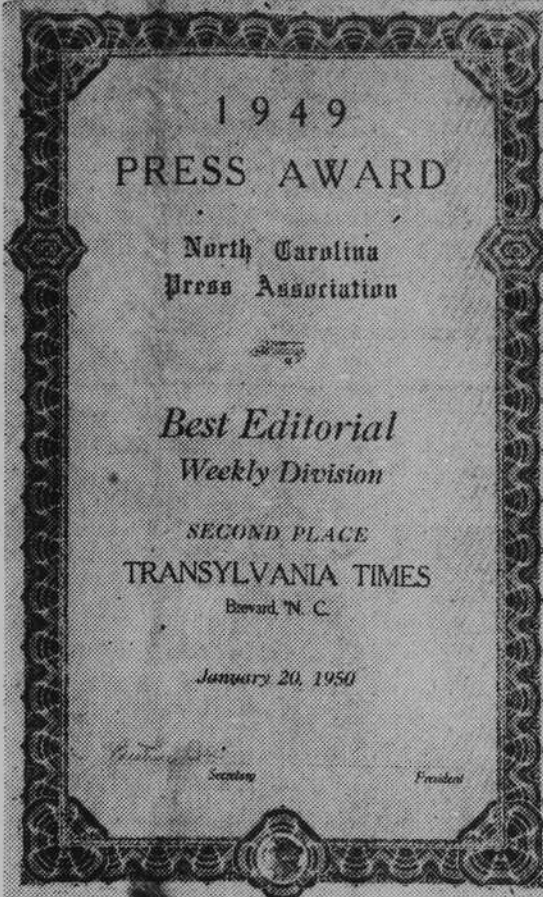 1949
PRESS AWARD
North Carolina
Press Association
Best Editorial
Weekly Division
SECOND PLACE
TRANSYLVANIA TIMES
Brevard, N. C.
January 20, 1950
Secretary President